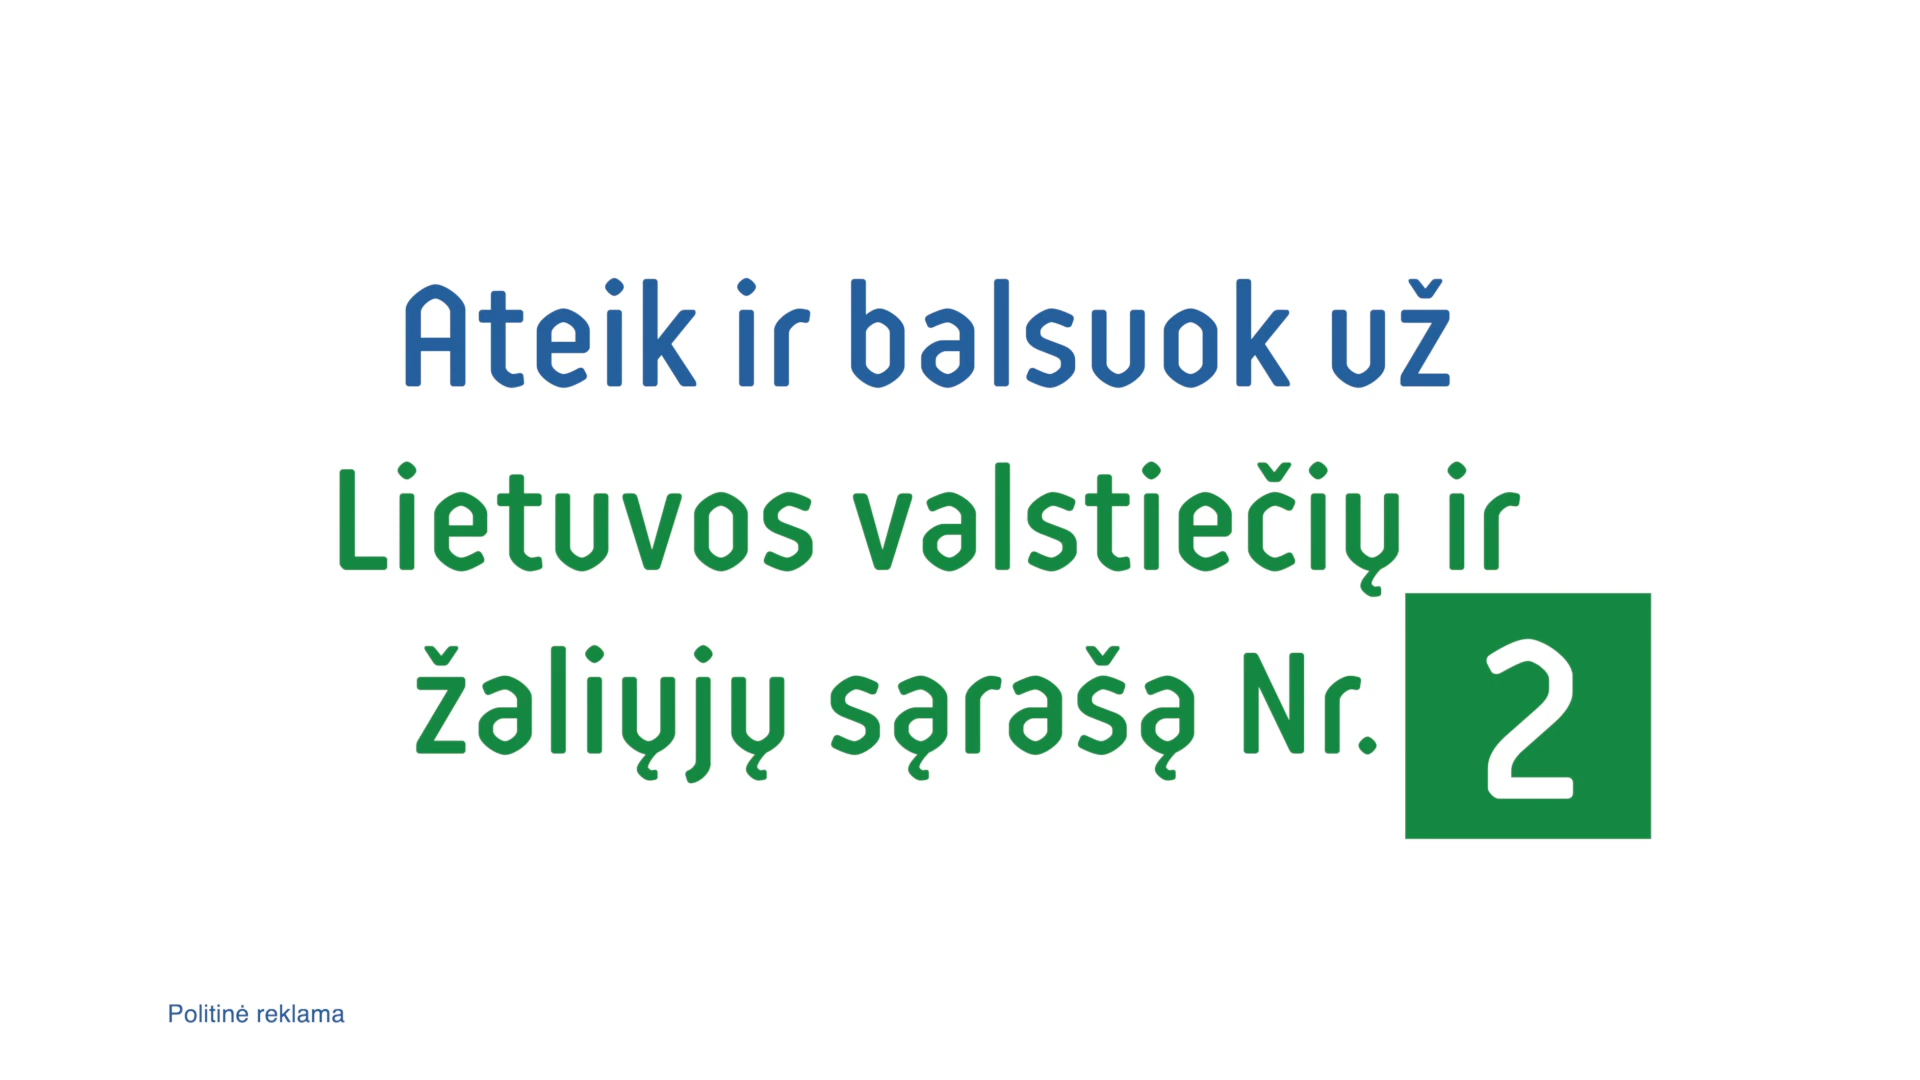 Ateik ir balsuok už
Lietuvos valstiečių ir
žaliųjų sąrašą Nr. 2
Politinė reklama